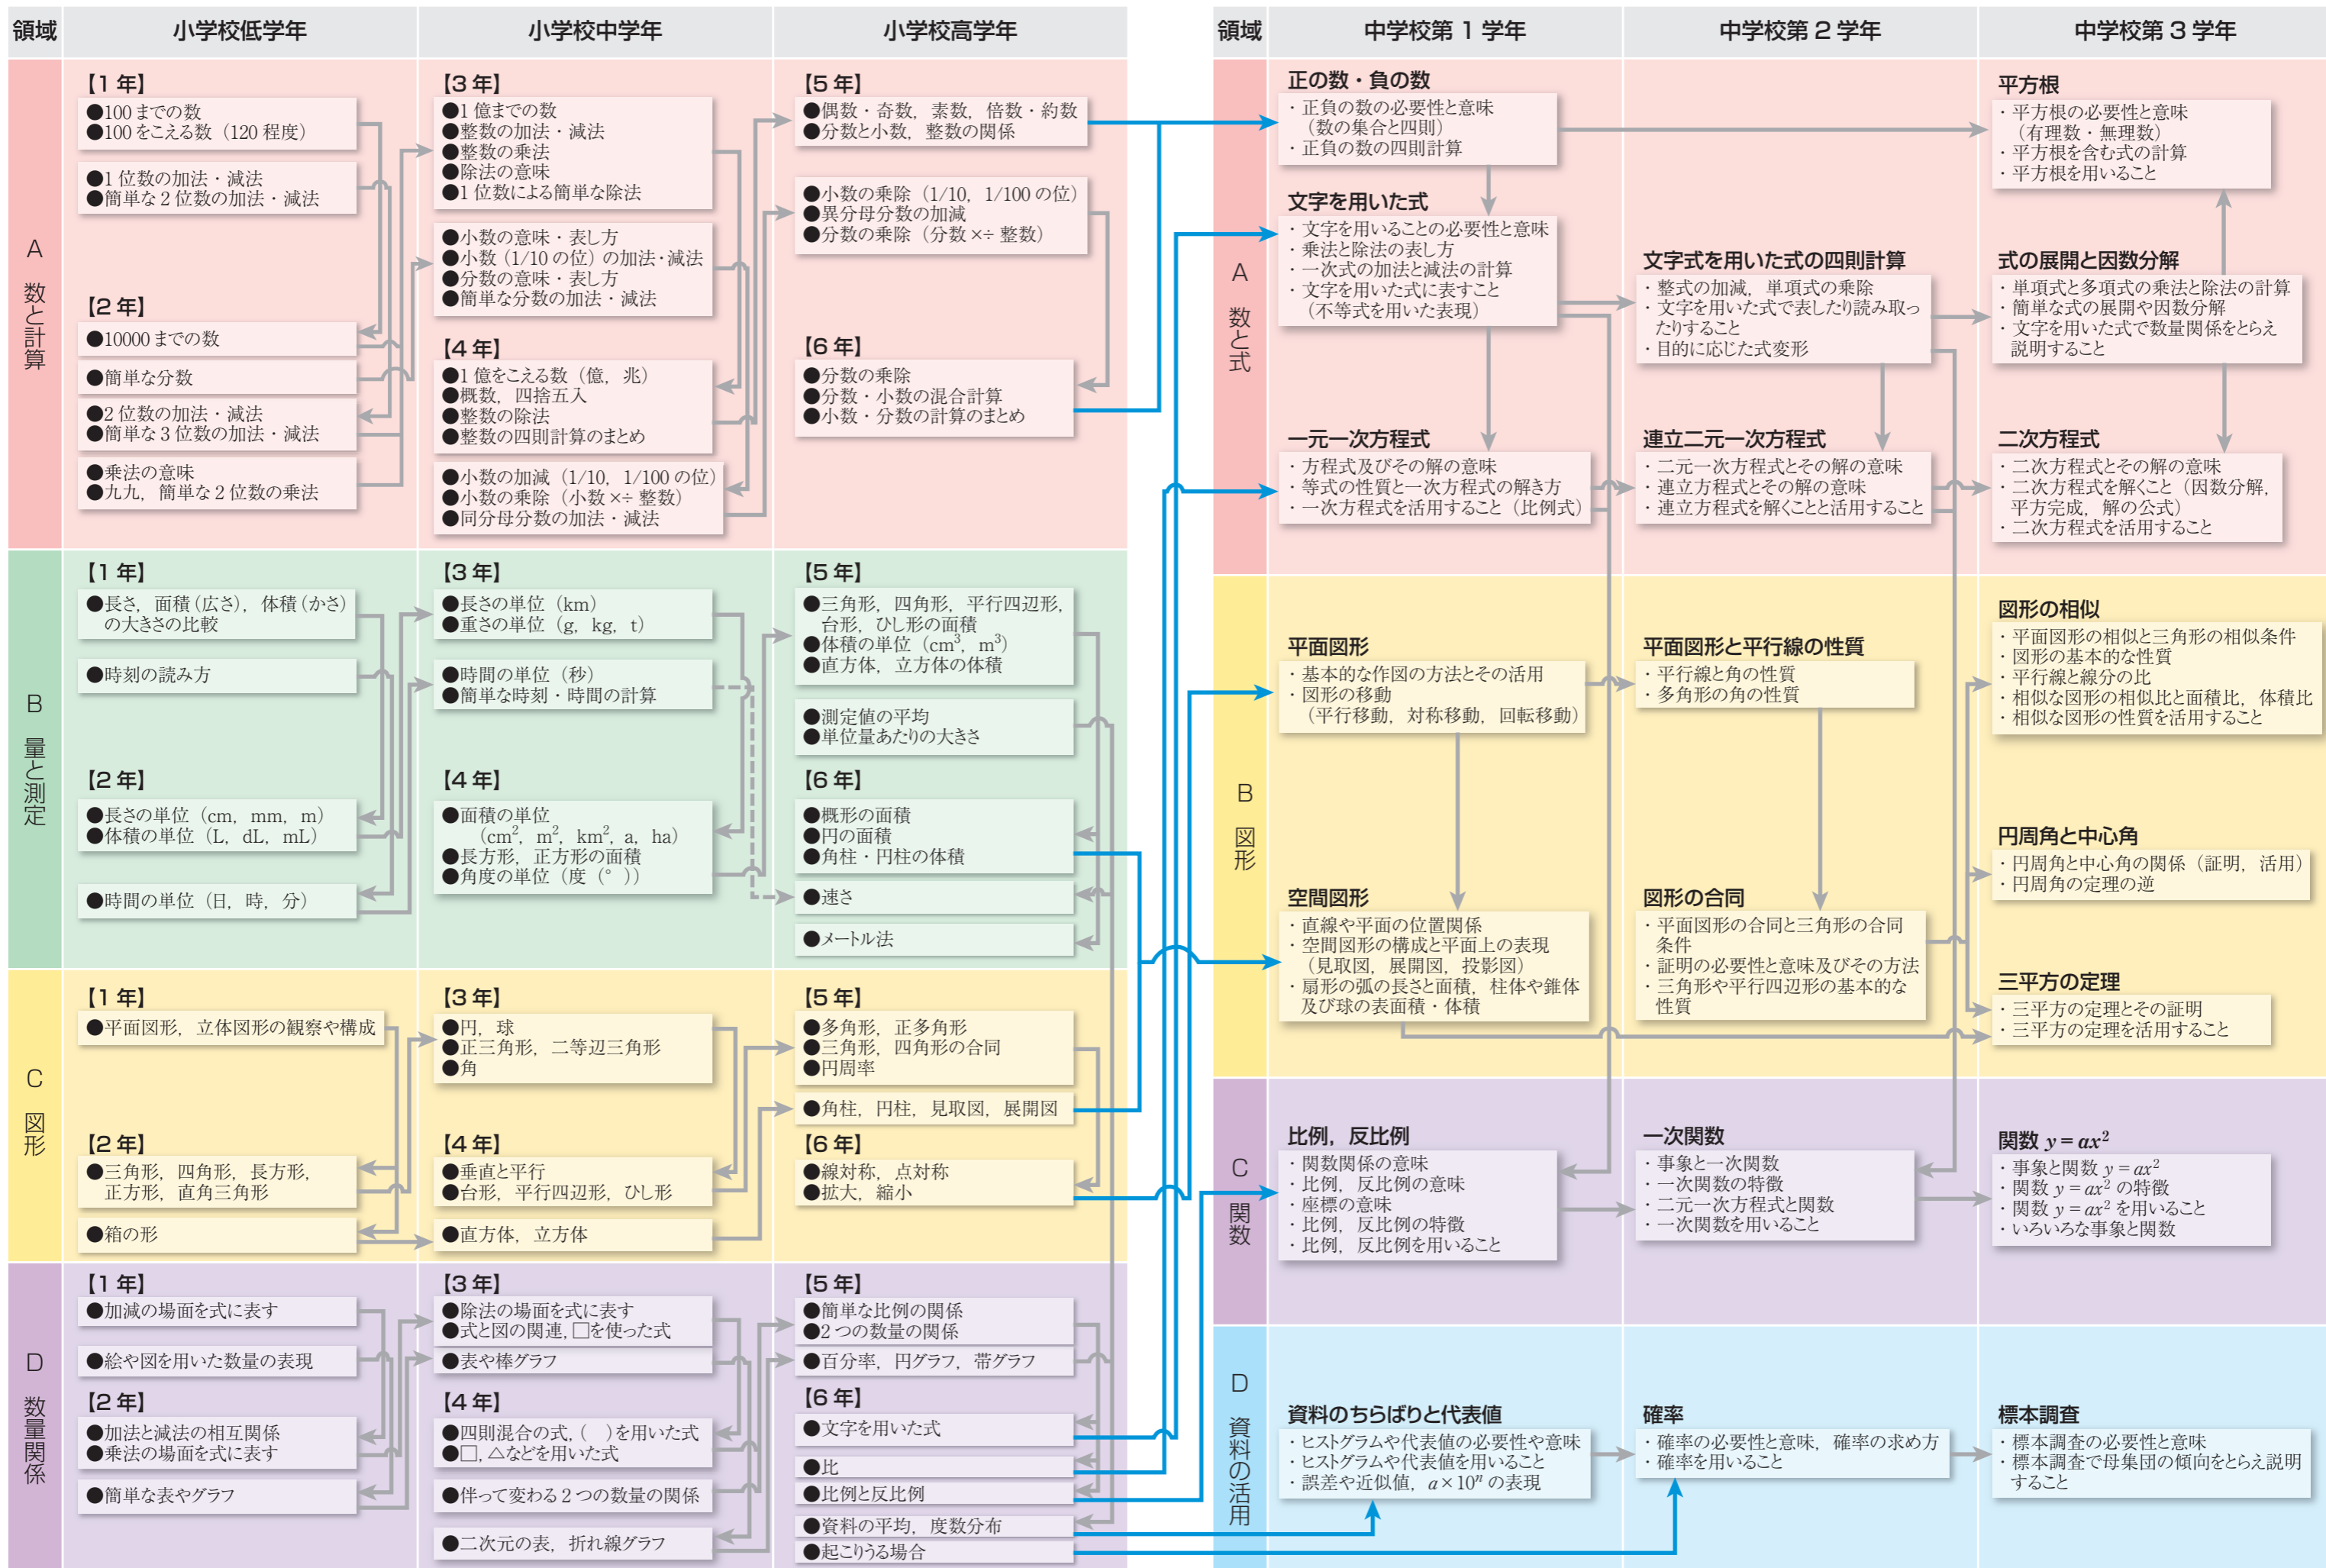 領域
小学校低学年
小学校中学年
小学校高学年
A 数と計算
【1 年】
●100 までの数
●100 をこえる数（120 程度）
●1 位数の加法・減法
●簡単な 2 位数の加法・減法
【2 年】
●10000 までの数
●簡単な分数
●2 位数の加法・減法
●簡単な 3 位数の加法・減法
●乗法の意味
●九九，簡単な 2 位数の乗法
【3 年】
●1 億までの数
●整数の加法・減法
●整数の乗法
●除法の意味
●1 位数による簡単な除法
●小数の意味・表し方
●小数（1/10 の位）の加法・減法
●分数の意味・表し方
●簡単な分数の加法・減法
【4 年】
●1 億をこえる数（億，兆）
●概数，四捨五入
●整数の除法
●整数の四則計算のまとめ
●小数の加減（1/10，1/100 の位）
●小数の乗除（小数 ×÷ 整数）
●同分母分数の加法・減法
【5 年】
●偶数・奇数，素数，倍数・約数
●分数と小数，整数の関係
●小数の乗除（1/10，1/100 の位）
●異分母分数の加減
●分数の乗除（分数 ×÷ 整数）
【6 年】
●分数の乗除
●分数・小数の混合計算
●小数・分数の計算のまとめ
B 量と測定
【1 年】
●長さ，面積（広さ），体積（かさ）
の大きさの比較
●時刻の読み方
【2 年】
●長さの単位（cm，mm，m）
●体積の単位（L，dL，mL）
●時間の単位（日，時，分）
【3 年】
●長さの単位（km）
●重さの単位（g，kg，t）
●時間の単位（秒）
●簡単な時刻・時間の計算
【4 年】
●面積の単位
（cm²，m²，km²，a，ha）
●長方形，正方形の面積
●角度の単位（度（°））
【5 年】
●三角形，四角形，平行四辺形，
台形，ひし形の面積
●体積の単位（cm³，m³）
●直方体，立方体の体積
●測定値の平均
●単位量あたりの大きさ
【6 年】
●概形の面積
●円の面積
●角柱・円柱の体積
●速さ
●メートル法
C 図形
【1 年】
●平面図形，立体図形の観察や構成
【2 年】
●三角形，四角形，長方形，
正方形，直角三角形
●箱の形
【3 年】
●円，球
●正三角形，二等辺三角形
●角
【4 年】
●垂直と平行
●台形，平行四辺形，ひし形
●直方体，立方体
【5 年】
●多角形，正多角形
●三角形，四角形の合同
●円周率
●角柱，円柱，見取図，展開図
【6 年】
●線対称，点対称
●拡大，縮小
D 数量関係
【1 年】
●加減の場面を式に表す
●絵や図を用いた数量の表現
【2 年】
●加法と減法の相互関係
●乗法の場面を式に表す
●簡単な表やグラフ
【3 年】
●除法の場面を式に表す
●式と図の関連，□を使った式
●表や棒グラフ
【4 年】
●四則混合の式，（　）を用いた式
●□，△などを用いた式
●伴って変わる 2 つの数量の関係
●二次元の表，折れ線グラフ
【5 年】
●簡単な比例の関係
●2 つの数量の関係
●百分率，円グラフ，帯グラフ
【6 年】
●文字を用いた式
●比
●比例と反比例
●資料の平均，度数分布
●起こりうる場合
領域
中学校第 1 学年
中学校第 2 学年
中学校第 3 学年
A 数と式
正の数・負の数
・正負の数の必要性と意味
（数の集合と四則）
・正負の数の四則計算
文字を用いた式
・文字を用いることの必要性と意味
・乗法と除法の表し方
・一次式の加法と減法の計算
・文字を用いた式に表すこと
（不等式を用いた表現）
一元一次方程式
・方程式及びその解の意味
・等式の性質と一次方程式の解き方
・一次方程式を活用すること（比例式）
文字式を用いた式の四則計算
・整式の加減，単項式の乗除
・文字を用いた式で表したり読み取っ
たりすること
・目的に応じた式変形
連立二元一次方程式
・二元一次方程式とその解の意味
・連立方程式とその解の意味
・連立方程式を解くことと活用すること
平方根
・平方根の必要性と意味
（有理数・無理数）
・平方根を含む式の計算
・平方根を用いること
式の展開と因数分解
・単項式と多項式の乗法と除法の計算
・簡単な式の展開や因数分解
・文字を用いた式で数量関係をとらえ
説明すること
二次方程式
・二次方程式とその解の意味
・二次方程式を解くこと（因数分解，
平方完成，解の公式）
・二次方程式を活用すること
B 図形
平面図形
・基本的な作図の方法とその活用
・図形の移動
（平行移動，対称移動，回転移動）
空間図形
・直線や平面の位置関係
・空間図形の構成と平面上の表現
（見取図，展開図，投影図）
・扇形の弧の長さと面積，柱体や錐体
及び球の表面積・体積
平面図形と平行線の性質
・平行線と角の性質
・多角形の角の性質
図形の合同
・平面図形の合同と三角形の合同
条件
・証明の必要性と意味及びその方法
・三角形や平行四辺形の基本的な
性質
図形の相似
・平面図形の相似と三角形の相似条件
・図形の基本的な性質
・平行線と線分の比
・相似な図形の相似比と面積比，体積比
・相似な図形の性質を活用すること
円周角と中心角
・円周角と中心角の関係（証明，活用）
・円周角の定理の逆
三平方の定理
・三平方の定理とその証明
・三平方の定理を活用すること
C 関数
比例，反比例
・関数関係の意味
・比例，反比例の意味
・座標の意味
・比例，反比例の特徴
・比例，反比例を用いること
一次関数
・事象と一次関数
・一次関数の特徴
・二元一次方程式と関数
・一次関数を用いること
関数 y = ax²
・事象と関数 y = ax²
・関数 y = ax² の特徴
・関数 y = ax² を用いること
・いろいろな事象と関数
D 資料の活用
資料のちらばりと代表値
・ヒストグラムや代表値の必要性や意味
・ヒストグラムや代表値を用いること
・誤差や近似値，a × 10ⁿ の表現
確率
・確率の必要性と意味，確率の求め方
・確率を用いること
標本調査
・標本調査の必要性と意味
・標本調査で母集団の傾向をとらえ説明
すること